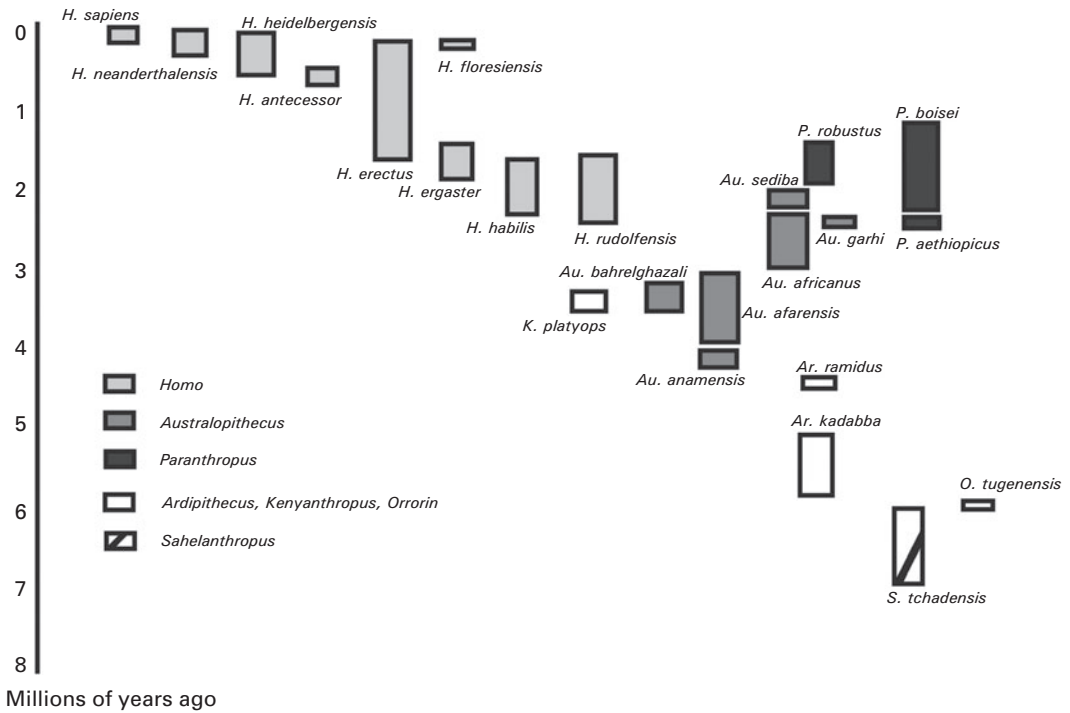 H. sapiens
H. heidelbergensis
0
H. neanderthalensis
H. floresiensis
H. antecessor
1
P. boisei
P. robustus
H. erectus
Au. sediba
2
H. ergaster
H. habilis
H. rudolfensis
Au. garhi
P. aethiopicus
3
Au. bahrelghazali
Au. africanus
Au. afarensis
K. platyops
4
Au. anamensis
Ar. ramidus
Homo
5
Australopithecus
Ar. kadabba
Paranthropus
O. tugenensis
Ardipithecus, Kenyanthropus, Orrorin
6
Sahelanthropus
7
S. tchadensis
8
Millions of years ago